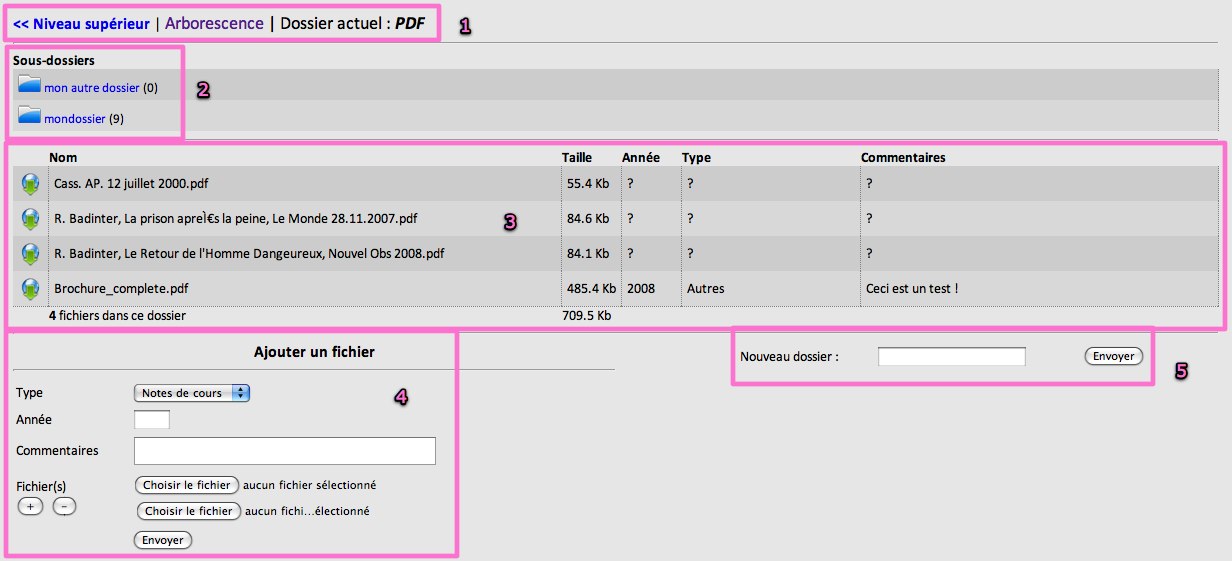 << Niveau supérieur | Arborescence | Dossier actuel : PDF 1
Sous-dossiers
mon autre dossier (0) 2
mondossier (9)
Nom Taille Année Type Commentaires
Cass. AP. 12 juillet 2000.pdf 55.4 Kb ? ? ?
R. Badinter, La prison apreÌ€s la peine, Le Monde 28.11.2007.pdf 3 84.6 Kb ? ? ?
R. Badinter, Le Retour de l'Homme Dangeureux, Nouvel Obs 2008.pdf 84.1 Kb ? ? ?
Brochure_complete.pdf 485.4 Kb 2008 Autres Ceci est un test !
4 fichiers dans ce dossier 709.5 Kb
Ajouter un fichier
Type Notes de cours 4
Année
Commentaires
Fichier(s) Choisir le fichier aucun fichier sélectionné
+ - Choisir le fichier aucun fichi...électionné
Envoyer
Nouveau dossier : Envoyer 5